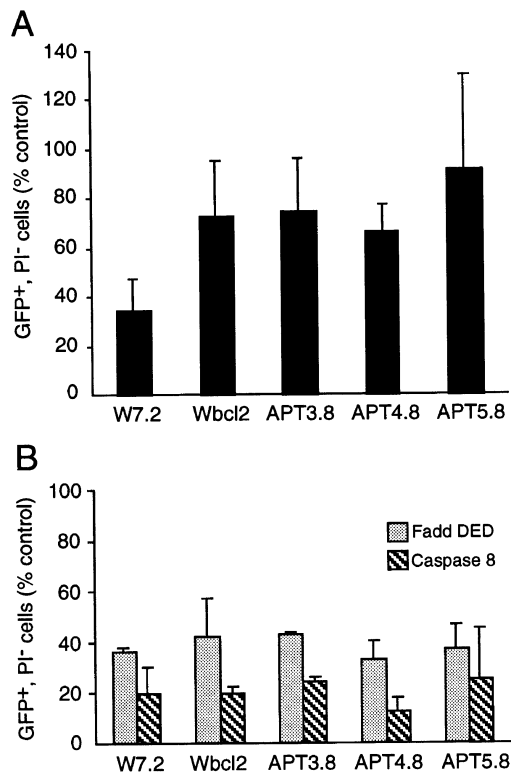 A
GFP+, PI- cells (% control)
140
120
100
80
60
40
20
0
W7.2 Wbcl2 APT3.8 APT4.8 APT5.8
B
GFP+, PI- cells (% control)
100
80
60
40
20
0
Fadd DED
Caspase 8
W7.2 Wbcl2 APT3.8 APT4.8 APT5.8